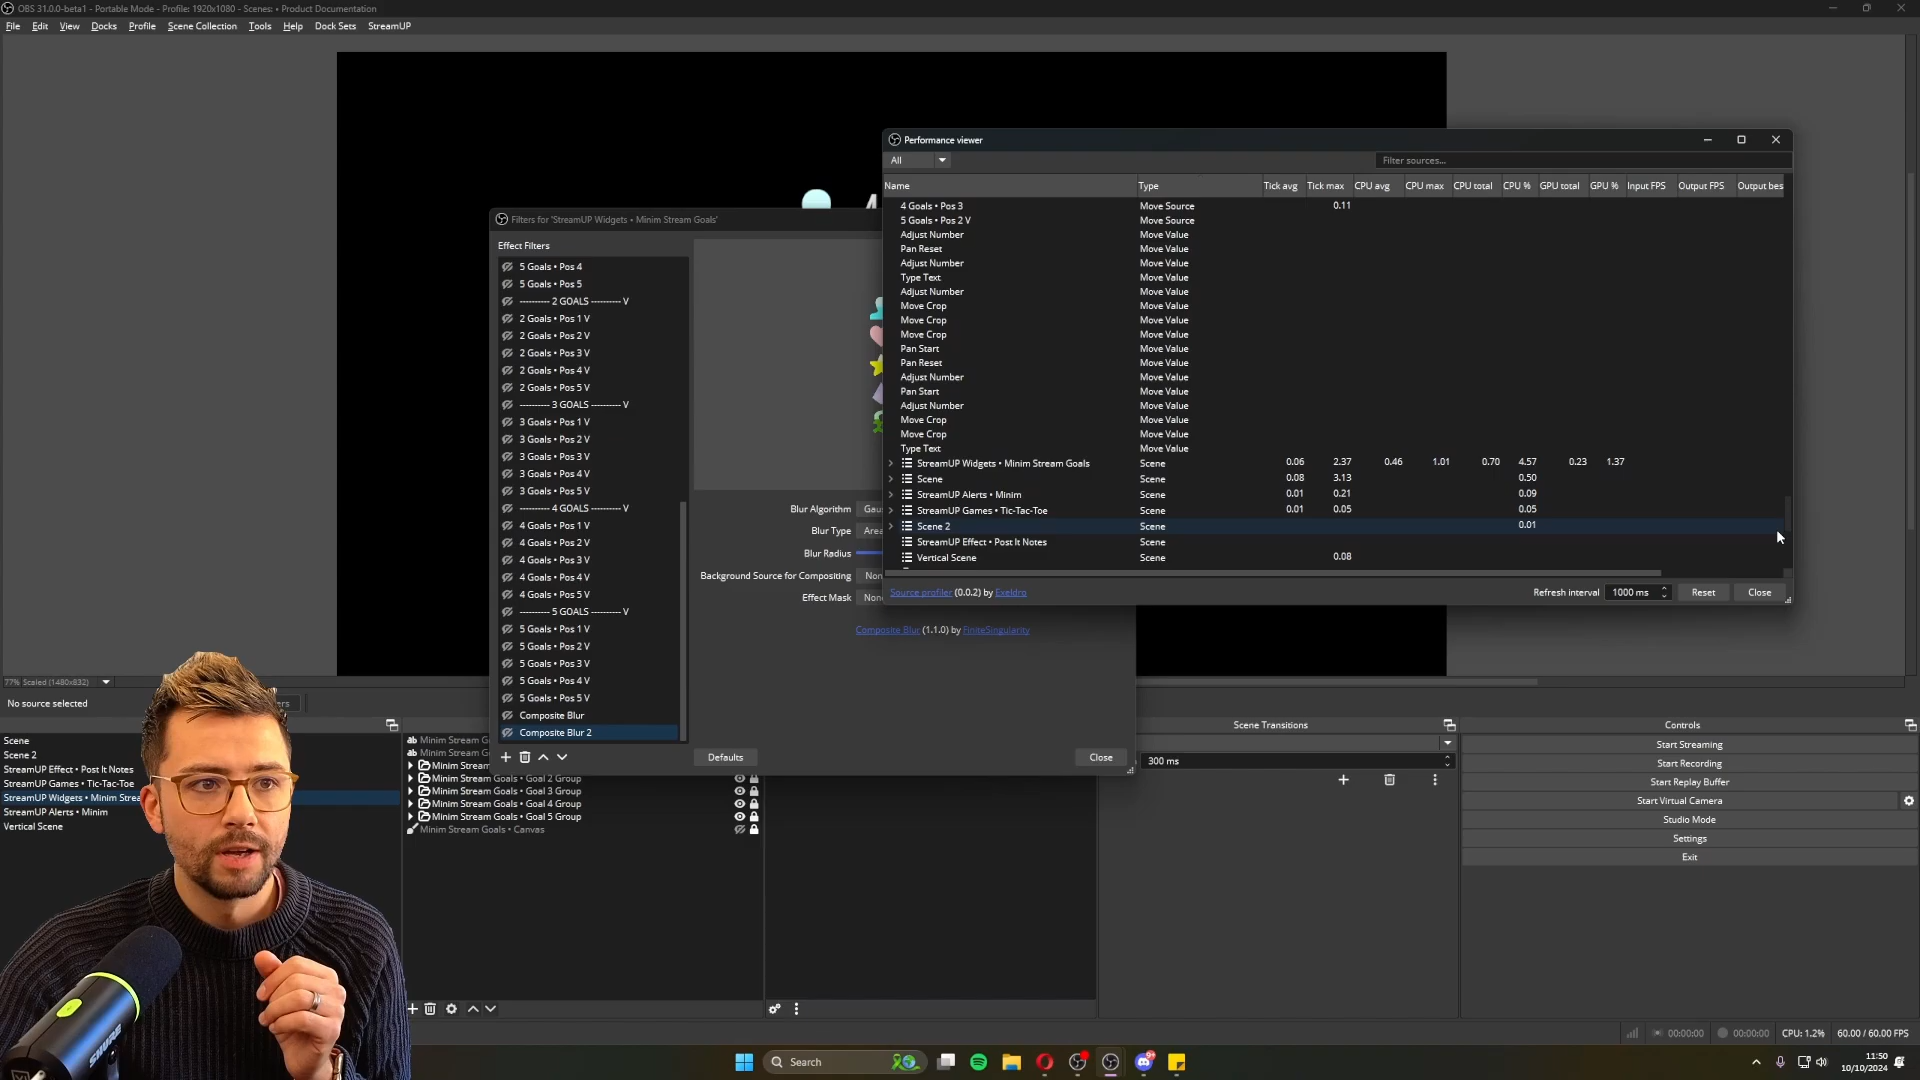 OBS 31.0.0-beta1 - Portable Mode - Profile: 1920x1080 - Scenes: • Product Documentation
File Edit View Docks Profile Scene Collection Tools Help Dock Sets StreamUP
Performance viewer
All
Filter sources...
Name Type Tick avg Tick max CPU avg CPU max CPU total CPU % GPU total GPU % Input FPS Output FPS Output bes
4 Goals • Pos 3 Move Source 0.11
5 Goals • Pos 2 V Move Source
Adjust Number Move Value
Pan Reset Move Value
Adjust Number Move Value
Type Text Move Value
Adjust Number Move Value
Move Crop Move Value
Move Crop Move Value
Move Crop Move Value
Pan Start Move Value
Pan Reset Move Value
Adjust Number Move Value
Pan Start Move Value
Adjust Number Move Value
Move Crop Move Value
Move Crop Move Value
Type Text Move Value
StreamUP Widgets • Minim Stream Goals Scene 0.06 2.37 0.46 1.01 0.70 4.57 0.23 1.37
Scene Scene 0.08 3.13 0.50
StreamUP Alerts • Minim Scene 0.01 0.21 0.09
StreamUP Games • Tic-Tac-Toe Scene 0.01 0.05 0.05
Scene 2 Scene 0.01
StreamUP Effect • Post It Notes Scene
Vertical Scene Scene 0.08
Source profiler (0.0.2) by Exeldro
Refresh interval 1000 ms Reset Close
Filters for 'StreamUP Widgets • Minim Stream Goals'
Effect Filters
5 Goals • Pos 4
5 Goals • Pos 5
---------- 2 GOALS ---------- V
2 Goals • Pos 1 V
2 Goals • Pos 2 V
2 Goals • Pos 3 V
2 Goals • Pos 4 V
2 Goals • Pos 5 V
---------- 3 GOALS ---------- V
3 Goals • Pos 1 V
3 Goals • Pos 2 V
3 Goals • Pos 3 V
3 Goals • Pos 4 V
3 Goals • Pos 5 V
---------- 4 GOALS ---------- V
4 Goals • Pos 1 V
4 Goals • Pos 2 V
4 Goals • Pos 3 V
4 Goals • Pos 4 V
4 Goals • Pos 5 V
---------- 5 GOALS ---------- V
5 Goals • Pos 1 V
5 Goals • Pos 2 V
5 Goals • Pos 3 V
5 Goals • Pos 4 V
5 Goals • Pos 5 V
Composite Blur
Composite Blur 2
Blur Algorithm Gau
Blur Type Area
Blur Radius
Background Source for Compositing Non
Effect Mask Non
Composite Blur (1.1.0) by FiniteSingularity
Defaults Close
77% Scaled (1480x832)
No source selected
Scene
Scene 2
StreamUP Effect • Post It Notes
StreamUP Games • Tic-Tac-Toe
StreamUP Widgets • Minim Strea
StreamUP Alerts • Minim
Vertical Scene
ab Minim Stream G
ab Minim Stream G
Minim Stream
Minim Stream Goals • Goal 2 Group
Minim Stream Goals • Goal 3 Group
Minim Stream Goals • Goal 4 Group
Minim Stream Goals • Goal 5 Group
Minim Stream Goals • Canvas
Scene Transitions
300 ms
Controls
Start Streaming
Start Recording
Start Replay Buffer
Start Virtual Camera
Studio Mode
Settings
Exit
00:00:00 00:00:00 CPU: 1.2% 60.00 / 60.00 FPS
Search
11:50
10/10/2024
SHURE